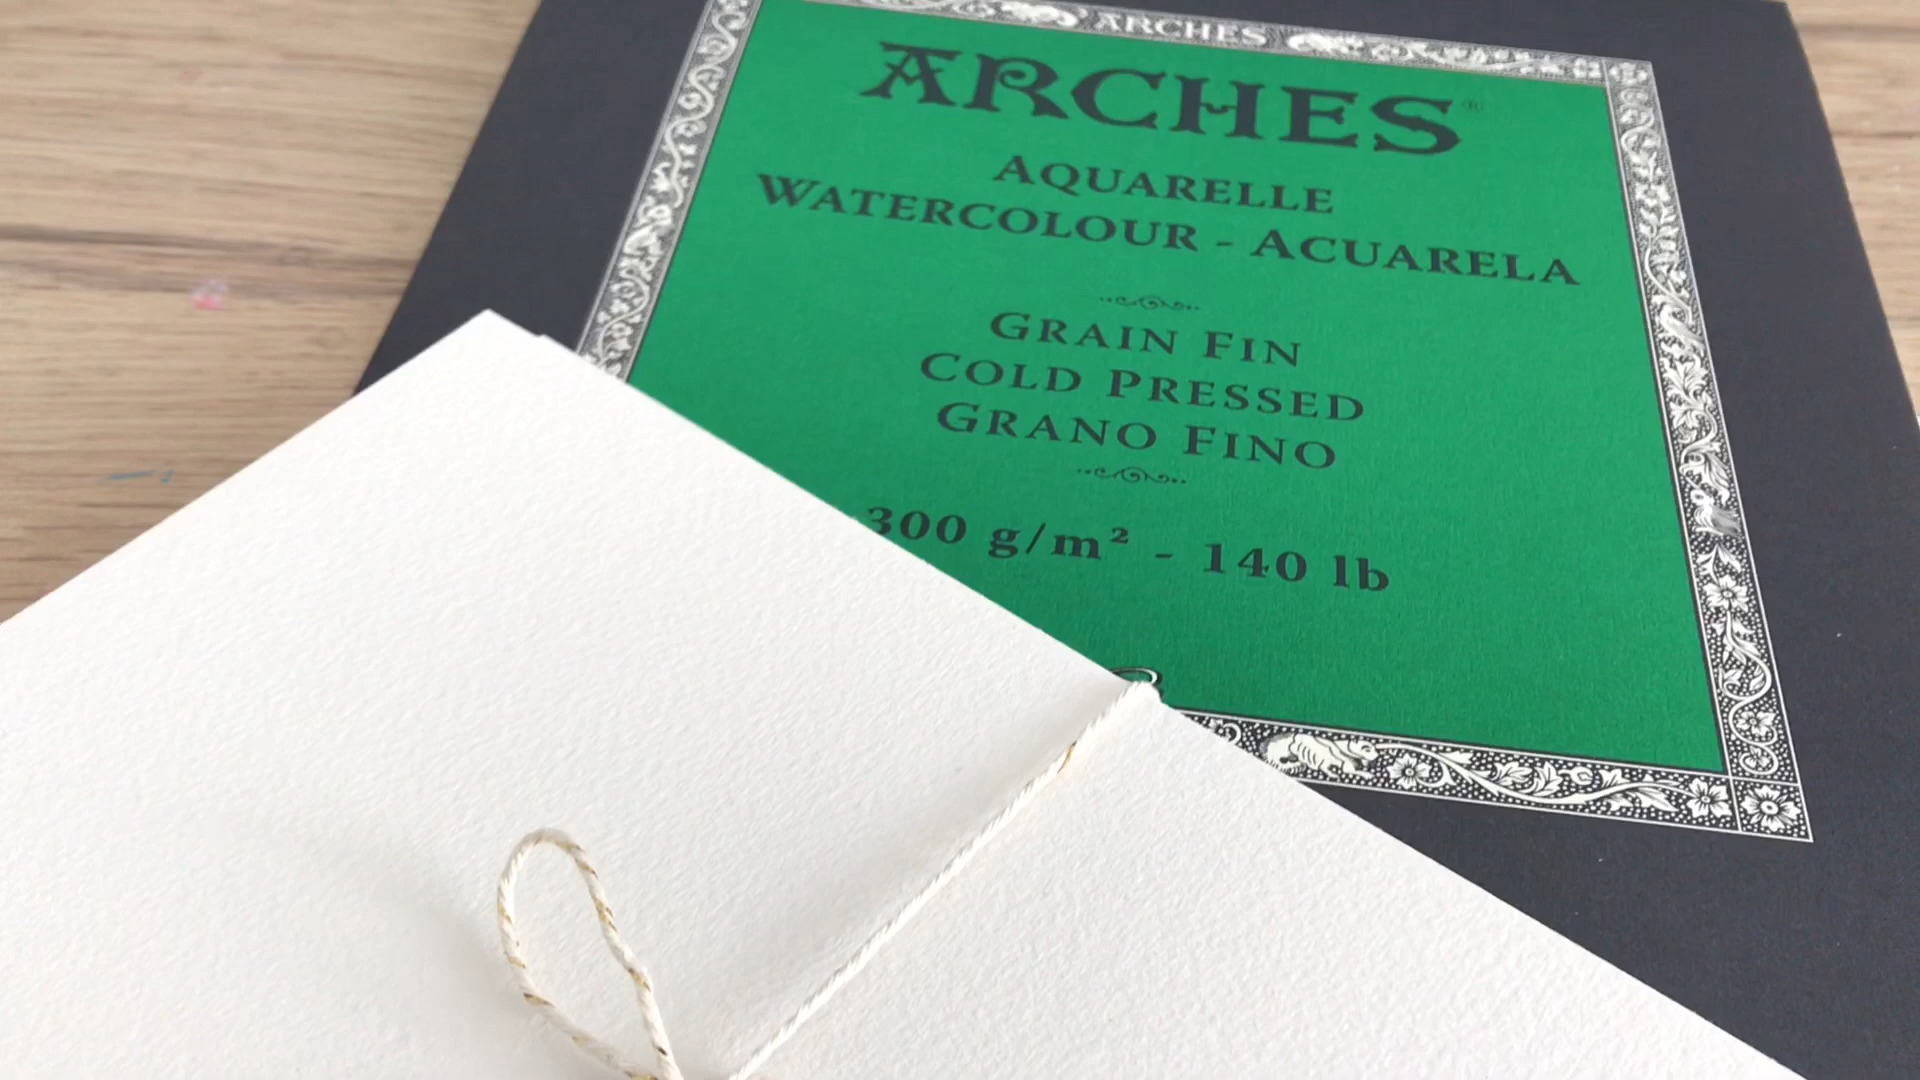 ARCHES
ARCHES®
AQUARELLE
WATERCOLOUR - ACUARELA
GRAIN FIN
COLD PRESSED
GRANO FINO
300 g/m² - 140 lb